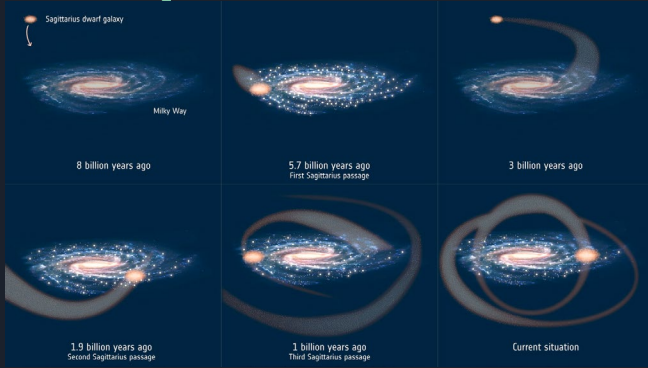 Sagittarius dwarf galaxy
Milky Way
8 billion years ago
5.7 billion years ago
First Sagittarius passage
3 billion years ago
1.9 billion years ago
Second Sagittarius passage
1 billion years ago
Third Sagittarius passage
Current situation